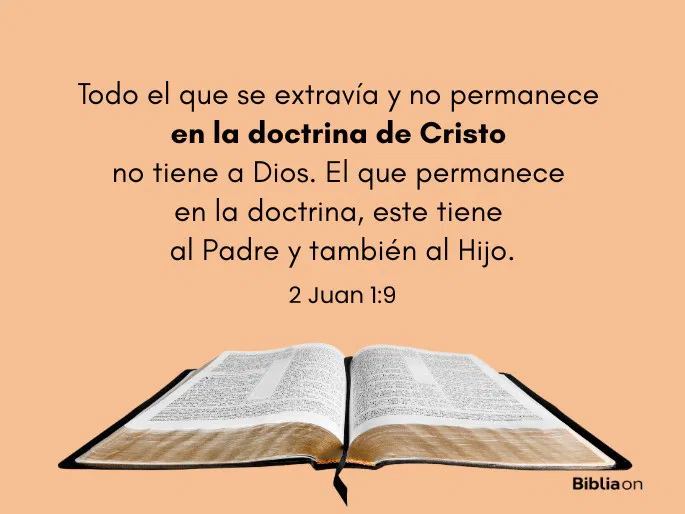 Todo el que se extravía y no permanece
en la doctrina de Cristo
no tiene a Dios. El que permanece
en la doctrina, este tiene
al Padre y también al Hijo.
2 Juan 1:9
Bibliaon